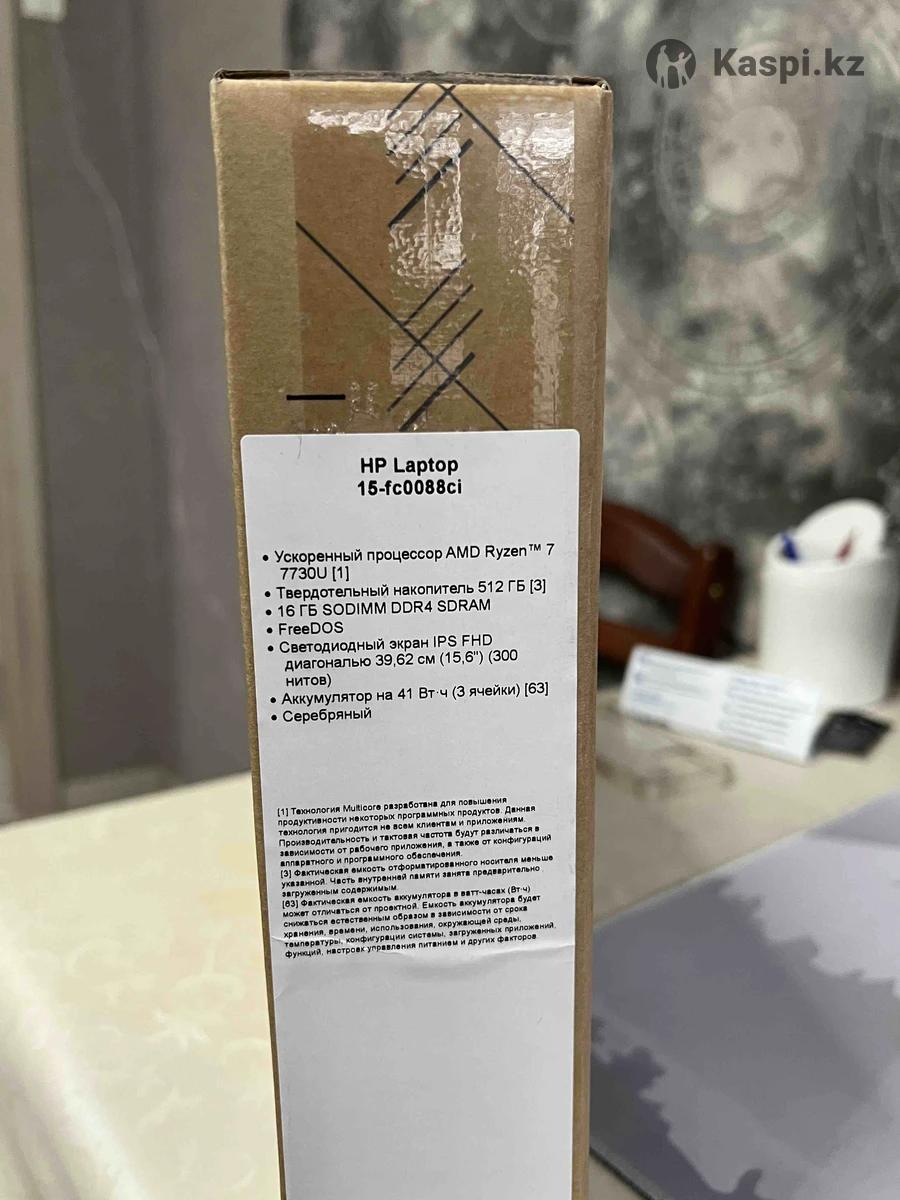 Kaspi.kz
HP Laptop
15-fc0088ci
• Ускоренный процессор AMD Ryzen™ 7
7730U [1]
• Твердотельный накопитель 512 ГБ [3]
• 16 ГБ SODIMM DDR4 SDRAM
• FreeDOS
• Светодиодный экран IPS FHD
диагональю 39,62 см (15,6") (300
нитов)
• Аккумулятор на 41 Вт·ч (3 ячейки) [63]
• Серебряный
[1] Технология Multicore разработана для повышения
продуктивности некоторых программных продуктов. Данная
технология пригодится не всем клиентам и приложениям.
Производительность и тактовая частота будут различаться в
зависимости от рабочего приложения, а также от конфигураций
аппаратного и программного обеспечения.
[3] Фактическая емкость отформатированного носителя меньше
указанной. Часть внутренней памяти занята предварительно
загруженным содержимым.
[63] Фактическая емкость аккумулятора в ватт-часах (Вт·ч)
может отличаться от проектной. Емкость аккумулятора будет
снижаться естественным образом в зависимости от срока
хранения, времени, использования, окружающей среды,
температуры, конфигурации системы, загруженных приложений,
функций, настроек управления питанием и других факторов.